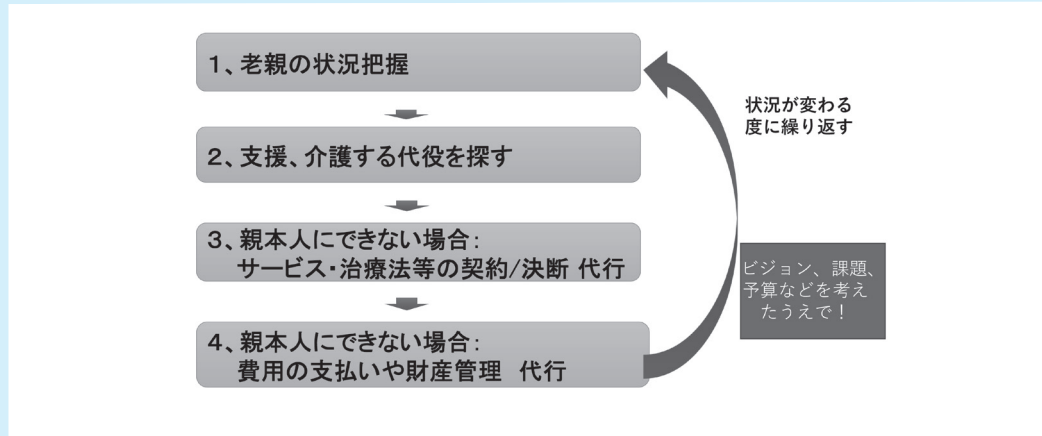 1、老親の状況把握
2、支援、介護する代役を探す
3、親本人にできない場合：
サービス・治療法等の契約/決断 代行
4、親本人にできない場合：
費用の支払いや財産管理 代行
状況が変わる
度に繰り返す
ビジョン、課題、
予算などを考え
たうえで！